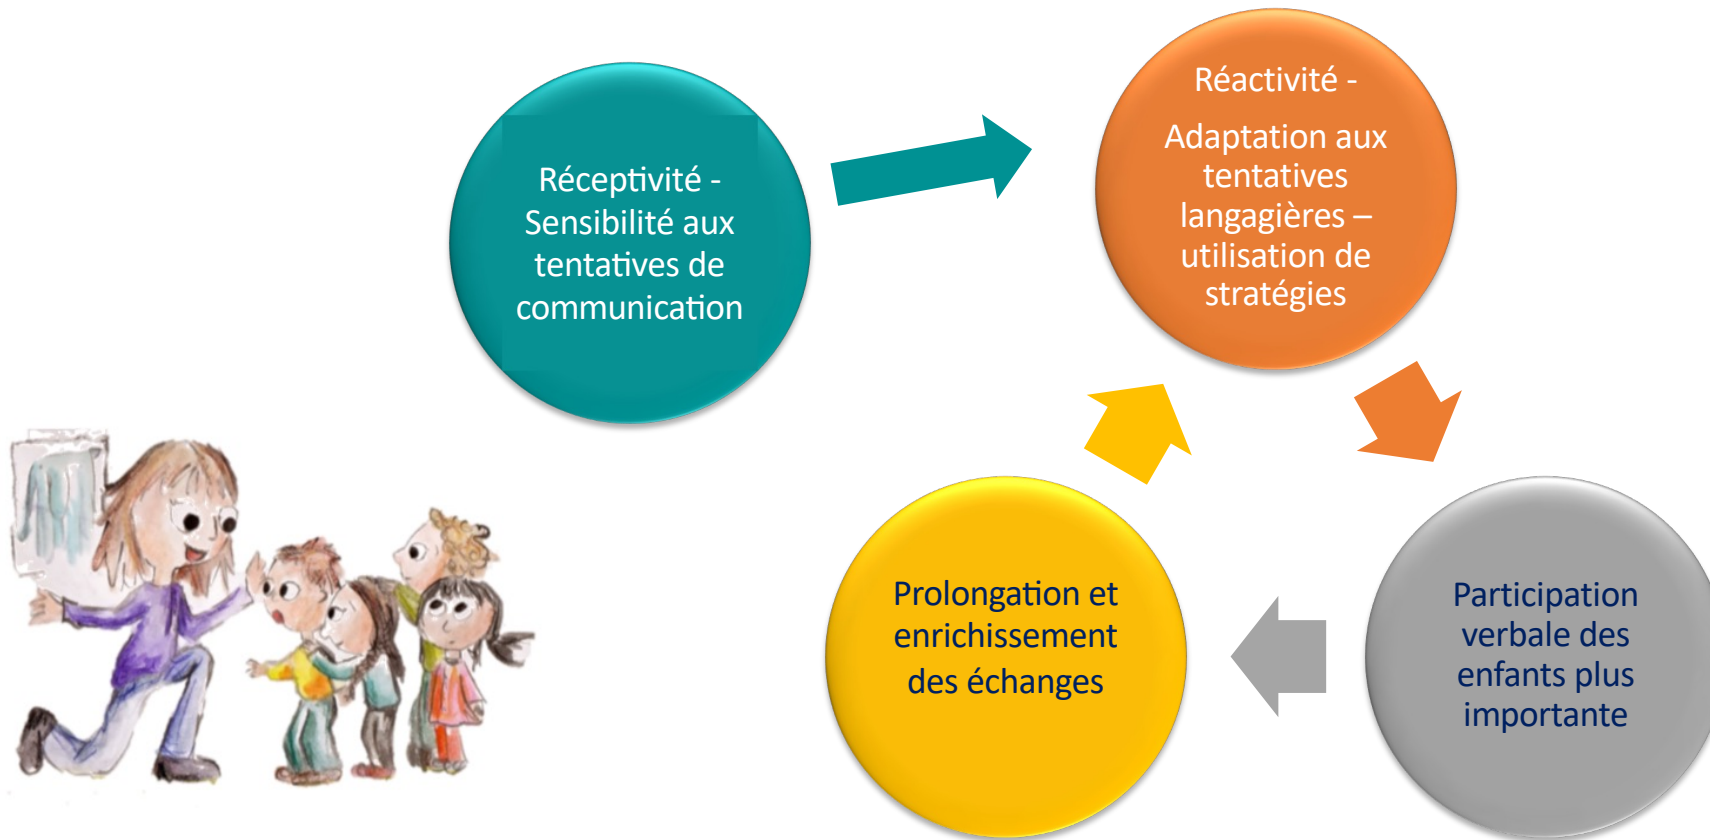 Réceptivité -
Sensibilité aux
tentatives de
communication
Réactivité -
Adaptation aux
tentatives
langagières –
utilisation de
stratégies
Participation
verbale des
enfants plus
importante
Prolongation et
enrichissement
des échanges